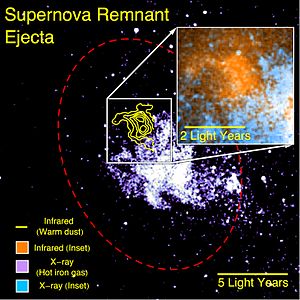 Supernova Remnant
Ejecta
2 Light Years
Infrared
(Warm dust)
Infrared (Inset)
X-ray
(Hot iron gas)
X-ray (Inset)
5 Light Years